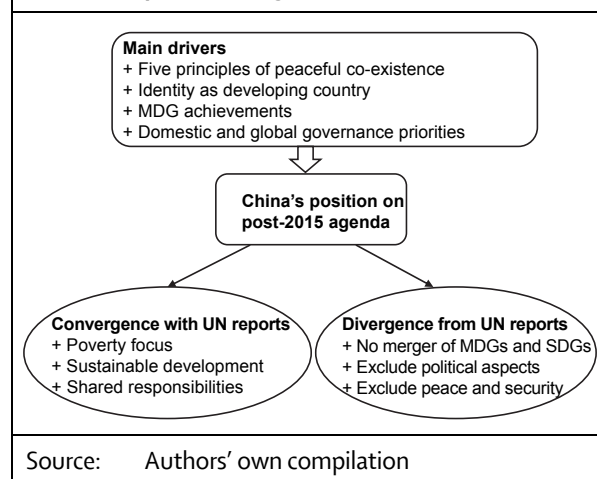 Main drivers
+ Five principles of peaceful co-existence
+ Identity as developing country
+ MDG achievements
+ Domestic and global governance priorities
China's position on
post-2015 agenda
Convergence with UN reports
+ Poverty focus
+ Sustainable development
+ Shared responsibilities
Divergence from UN reports
+ No merger of MDGs and SDGs
+ Exclude political aspects
+ Exclude peace and security
Source: Authors' own compilation